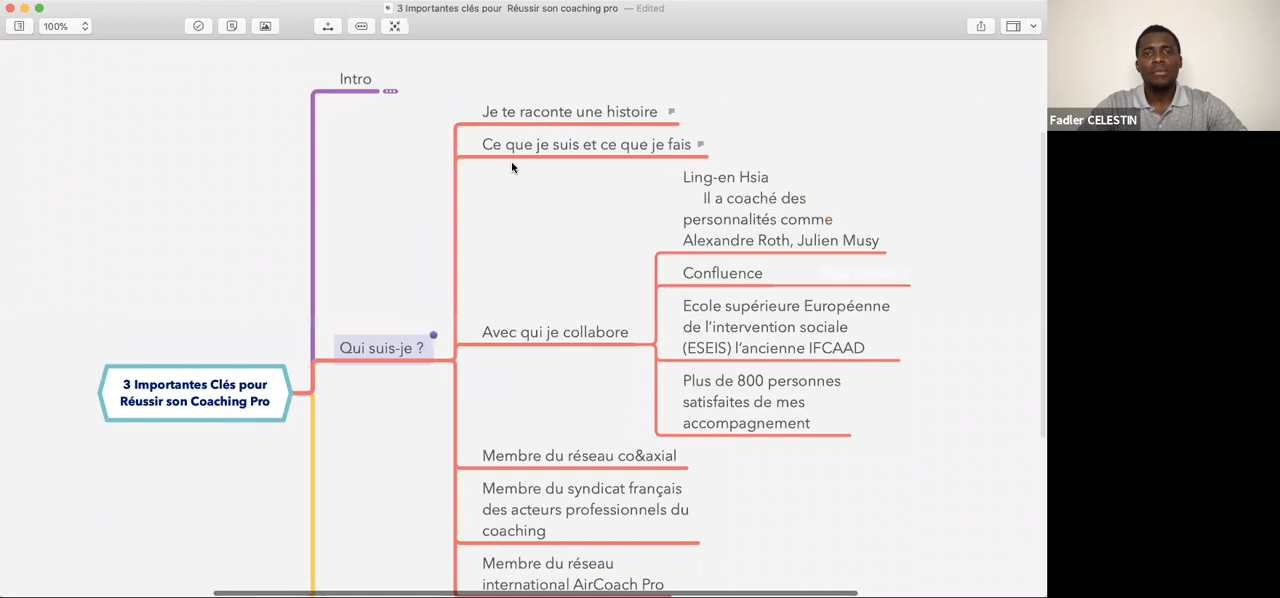 3 Importantes clés pour Réussir son coaching pro — Edited
100%
Intro
Je te raconte une histoire
Ce que je suis et ce que je fais
Ling-en Hsia
Il a coaché des
personnalités comme
Alexandre Roth, Julien Musy
Confluence
Ecole supérieure Européenne
de l'intervention sociale
(ESEIS) l'ancienne IFCAAD
Avec qui je collabore
Plus de 800 personnes
satisfaites de mes
accompagnement
Qui suis-je ?
3 Importantes Clés pour
Réussir son Coaching Pro
Membre du réseau co&axial
Membre du syndicat français
des acteurs professionnels du
coaching
Membre du réseau
international AirCoach Pro
Fadler CELESTIN